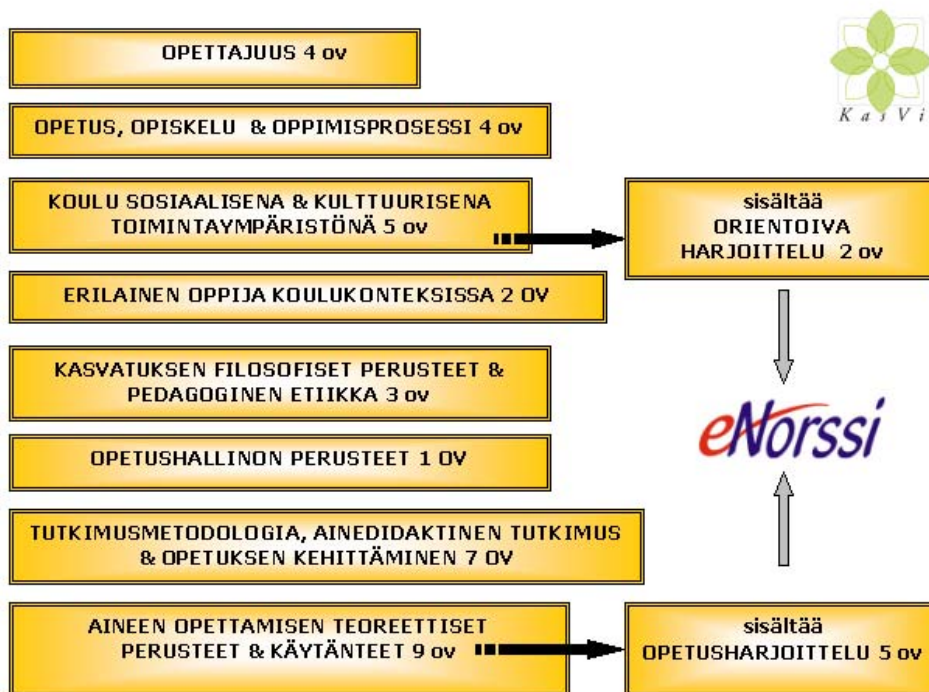 OPETTAJUUS 4 ov
KasVi
OPETUS, OPISKELU & OPPIMISPROSESSI 4 ov
KOULU SOSIAALISENA & KULTTUURISENA
TOIMINTAYMPÄRISTÖNÄ 5 ov
sisältää
ORIENTOIVA
HARJOITTELU 2 ov
ERILAINEN OPPIJA KOULUKONTEKSISSA 2 OV
KASVATUKSEN FILOSOFISET PERUSTEET &
PEDAGOGINEN ETIIKKA 3 ov
eNorssi
OPETUSHALLINON PERUSTEET 1 OV
TUTKIMUSMETODOLOGIA, AINEDIDAKTINEN TUTKIMUS
& OPETUKSEN KEHITTÄMINEN 7 OV
AINEEN OPETTAMISEN TEOREETTISET
PERUSTEET & KÄYTÄNTEET 9 ov
sisältää
OPETUSHARJOITTELU 5 ov